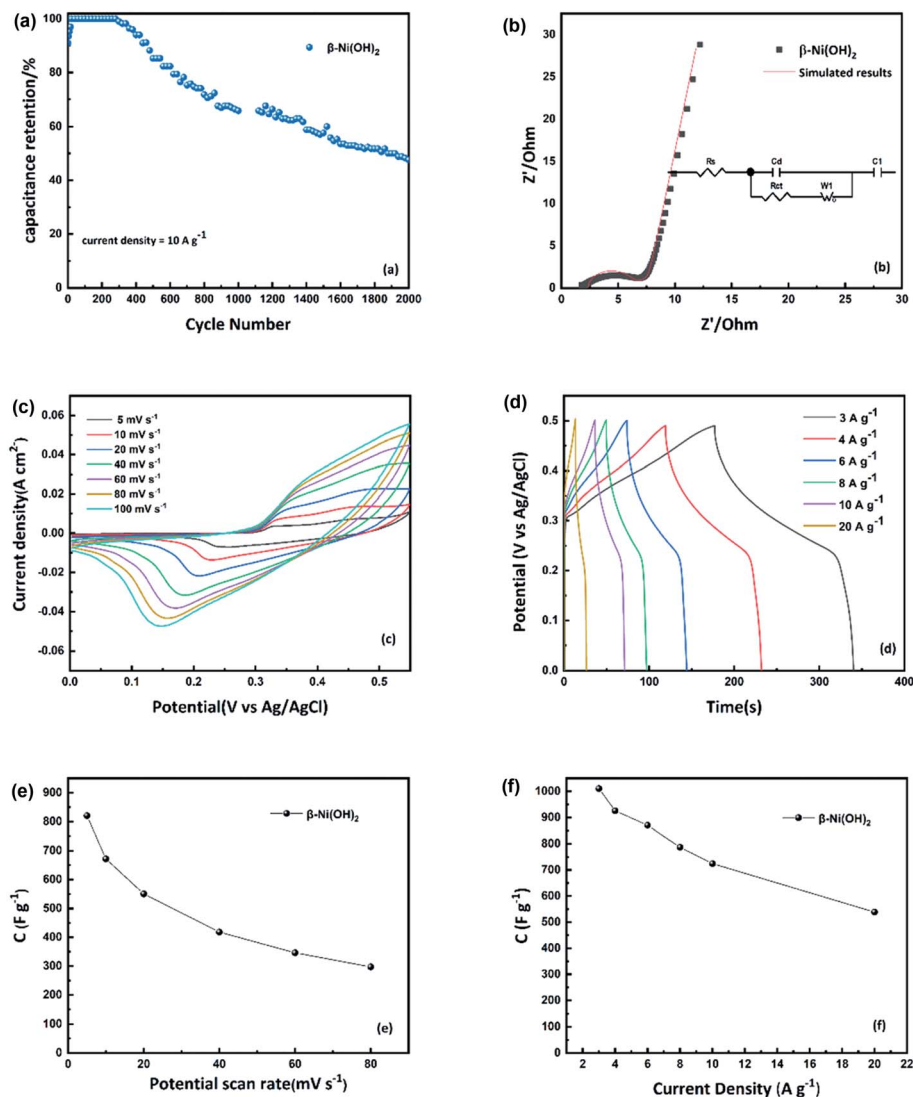 (a)
β-Ni(OH)2
capacitance retention/%
100
80
60
40
20
0
current density = 10 A g-1
(a)
0 200 400 600 800 1000 1200 1400 1600 1800 2000
Cycle Number
(b)
β-Ni(OH)2
Simulated results
Z'/Ohm
30
25
20
15
10
5
0
Rs
Cd
C1
Rct
W1
(b)
0 5 10 15 20 25 30
Z'/Ohm
(c)
5 mV s-1
10 mV s-1
20 mV s-1
40 mV s-1
60 mV s-1
80 mV s-1
100 mV s-1
Current density(A cm2)
0.06
0.04
0.02
0.00
-0.02
-0.04
-0.06
(c)
0.0 0.1 0.2 0.3 0.4 0.5
Potential(V vs Ag/AgCl)
(d)
3 A g-1
4 A g-1
6 A g-1
8 A g-1
10 A g-1
20 A g-1
Potential (V vs Ag/AgCl)
0.5
0.4
0.3
0.2
0.1
0.0
(d)
0 100 200 300 400
Time(s)
(e)
β-Ni(OH)2
C (F g-1)
900
800
700
600
500
400
300
200
100
0
(e)
0 20 40 60 80
Potential scan rate(mV s-1)
(f)
β-Ni(OH)2
C (F g-1)
1000
900
800
700
600
500
400
300
200
100
0
(f)
2 4 6 8 10 12 14 16 18 20 22
Current Density (A g-1)